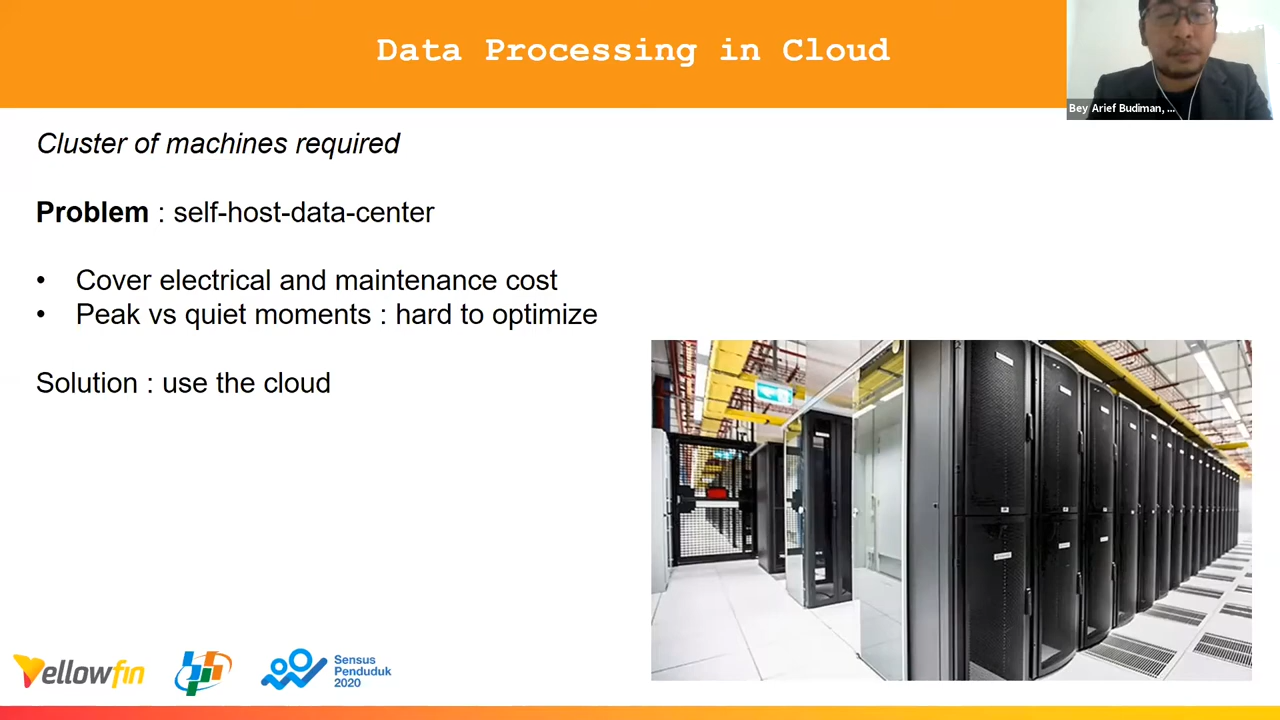 Data Processing in Cloud
Bey Arief Budiman, ...
Cluster of machines required
Problem : self-host-data-center
• Cover electrical and maintenance cost
• Peak vs quiet moments : hard to optimize
Solution : use the cloud
Yellowfin
Sensus
Penduduk
2020